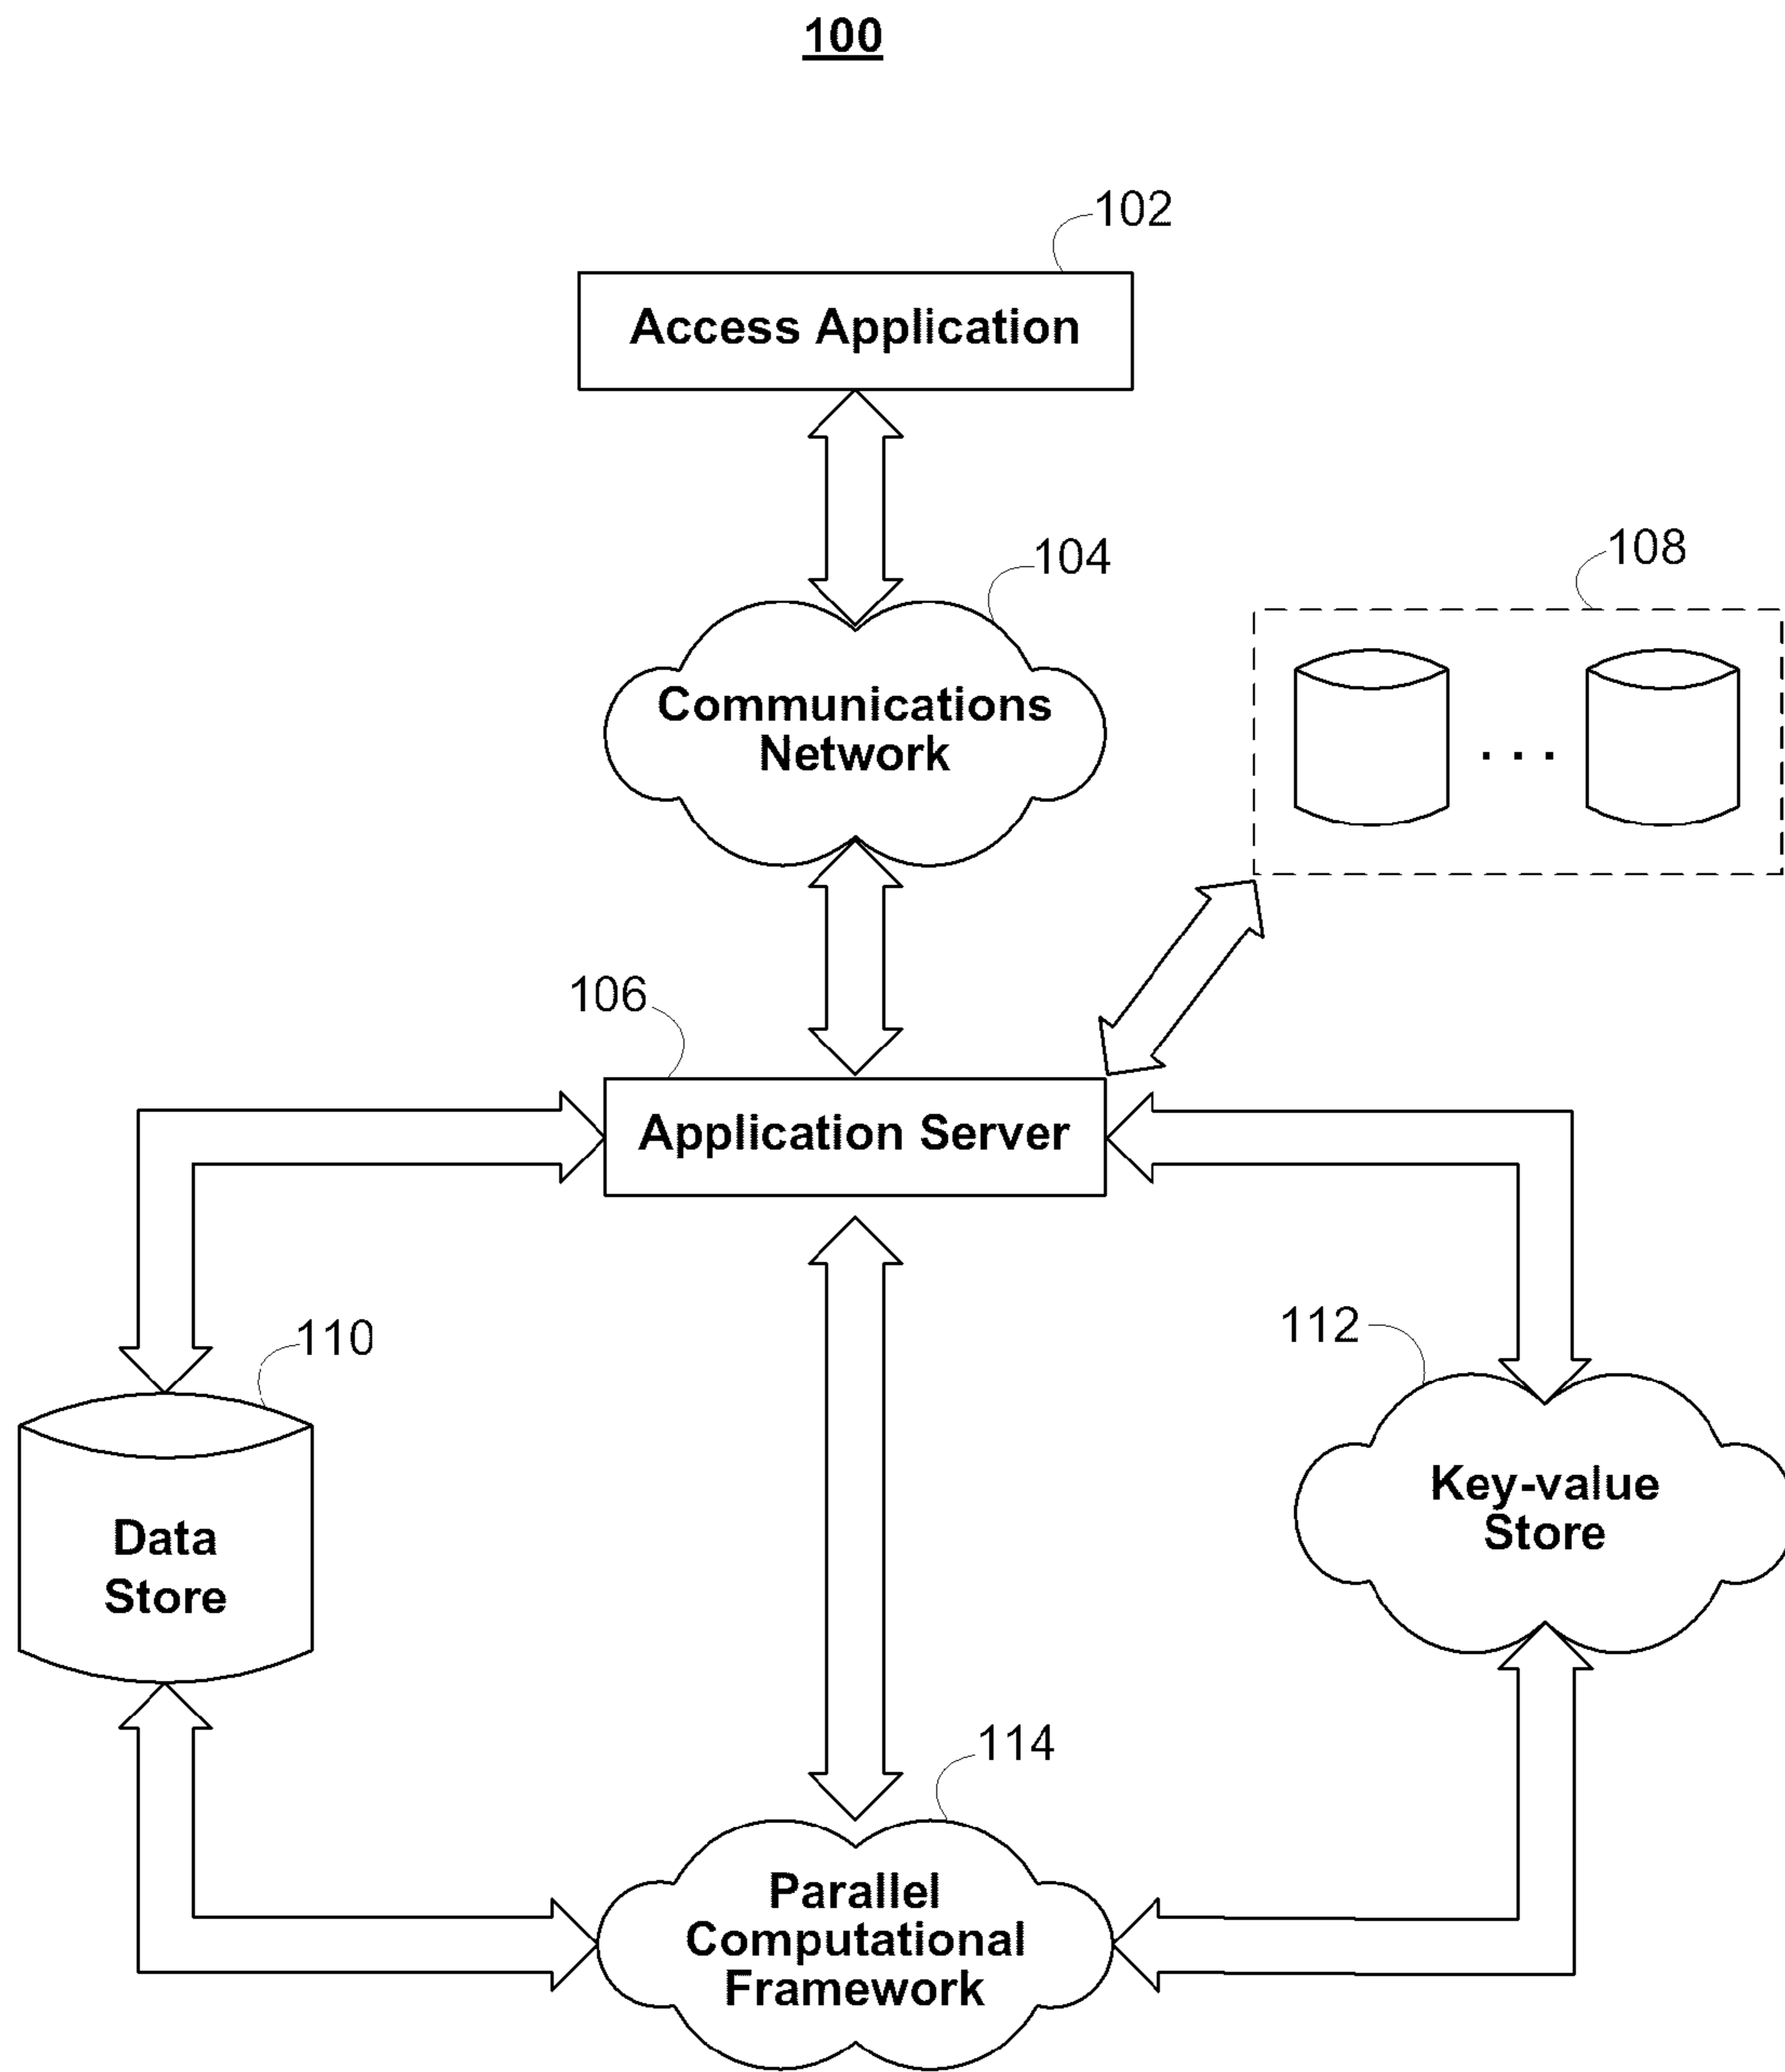 100
102
Access Application
104
108
Communications
Network
. . .
106
Application Server
110
112
Data
Store
Key-value
Store
114
Parallel
Computational
Framework